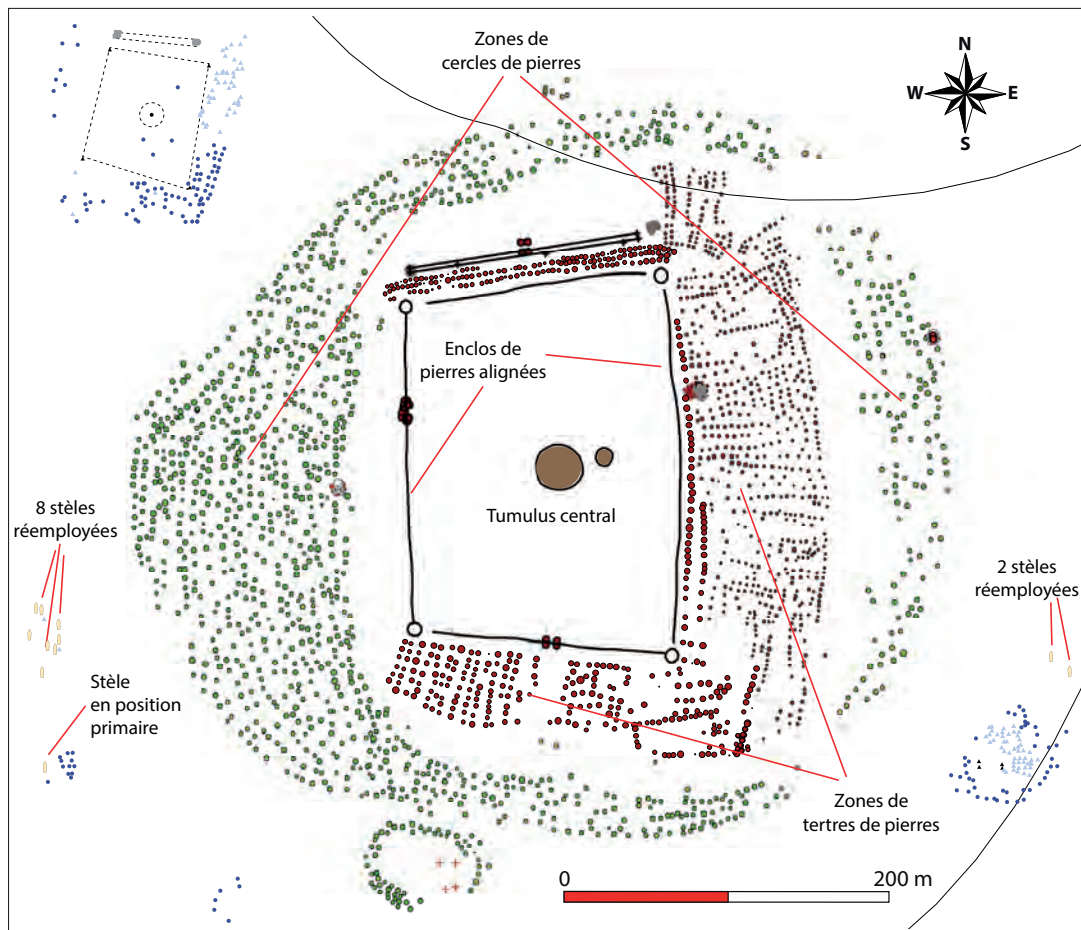 Zones de
cercles de pierres
N
W
E
S
Enclos de
pierres alignées
Tumulus central
8 stèles
réemployées
2 stèles
réemployées
Stèle
en position
primaire
Zones de
tertres de pierres
0
200 m